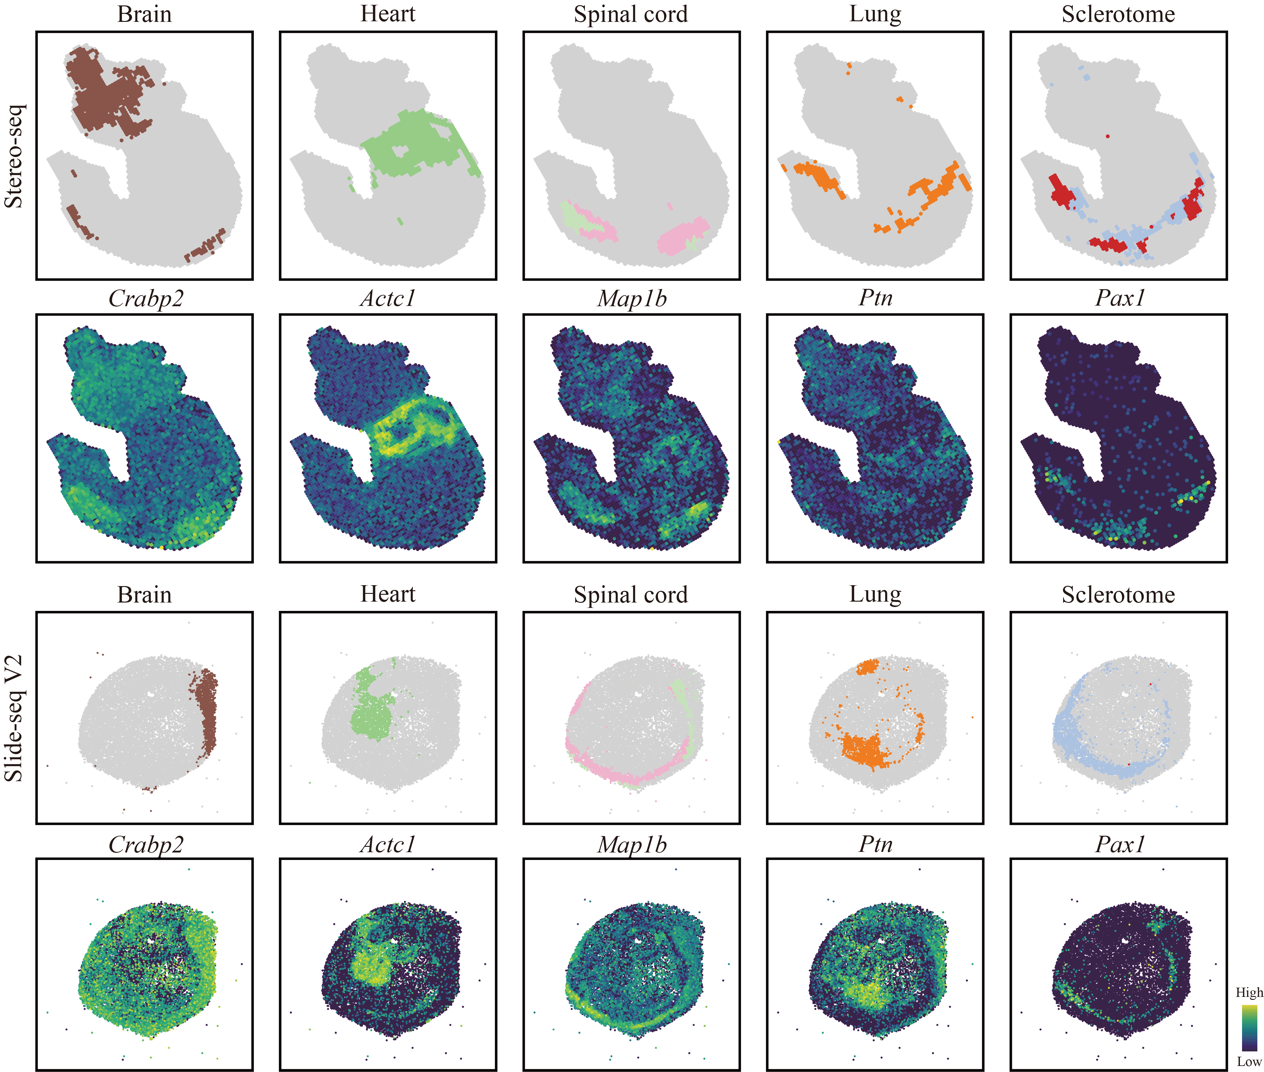 Brain Heart Spinal cord Lung Sclerotome
Stereo-seq
Crabp2 Actc1 Map1b Ptn Pax1
Brain Heart Spinal cord Lung Sclerotome
Slide-seq V2
Crabp2 Actc1 Map1b Ptn Pax1
High
Low